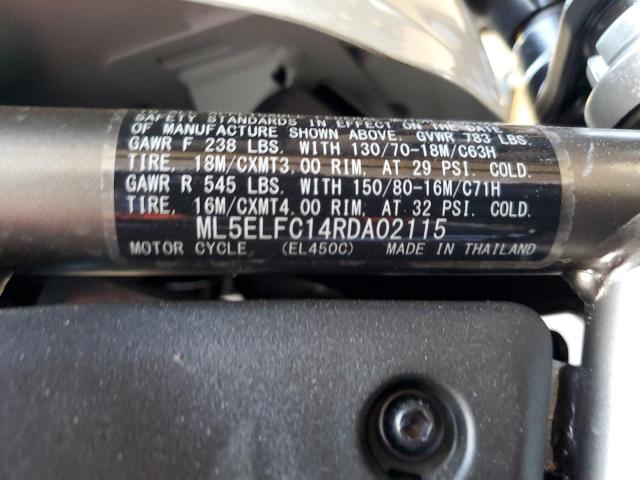 SAFETY STANDARDS IN EFFECT ON THE DATE
OF MANUFACTURE SHOWN ABOVE. GVWR 783 LBS.
GAWR F 238 LBS. WITH 130/70-18M/C63H
TIRE, 18M/CXMT3.00 RIM, AT 29 PSI. COLD.
GAWR R 545 LBS. WITH 150/80-16M/C71H
TIRE, 16M/CXMT4.00 RIM, AT 32 PSI. COLD.
ML5ELFC14RDA02115
MOTOR CYCLE (EL450C) MADE IN THAILAND